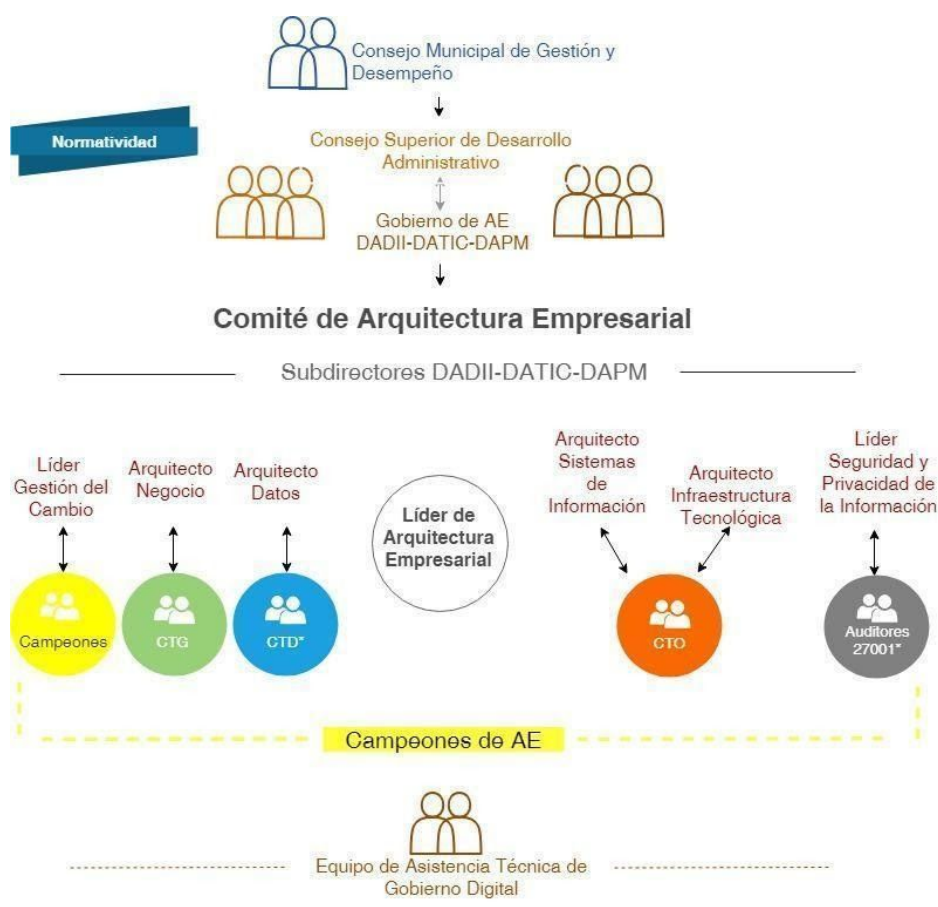 Consejo Municipal de Gestión y
Desempeño
Normatividad
Consejo Superior de Desarrollo
Administrativo
Gobierno de AE
DADII-DATIC-DAPM
Comité de Arquitectura Empresarial
Subdirectores DADII-DATIC-DAPM
Líder
Gestión del
Cambio
Arquitecto
Negocio
Arquitecto
Datos
Líder de
Arquitectura
Empresarial
Arquitecto
Sistemas
de
Información
Arquitecto
Infraestructura
Tecnológica
Líder
Seguridad y
Privacidad de
la Información
Campeones
CTG
CTD*
CTO
Auditores
27001*
Campeones de AE
Equipo de Asistencia Técnica de
Gobierno Digital